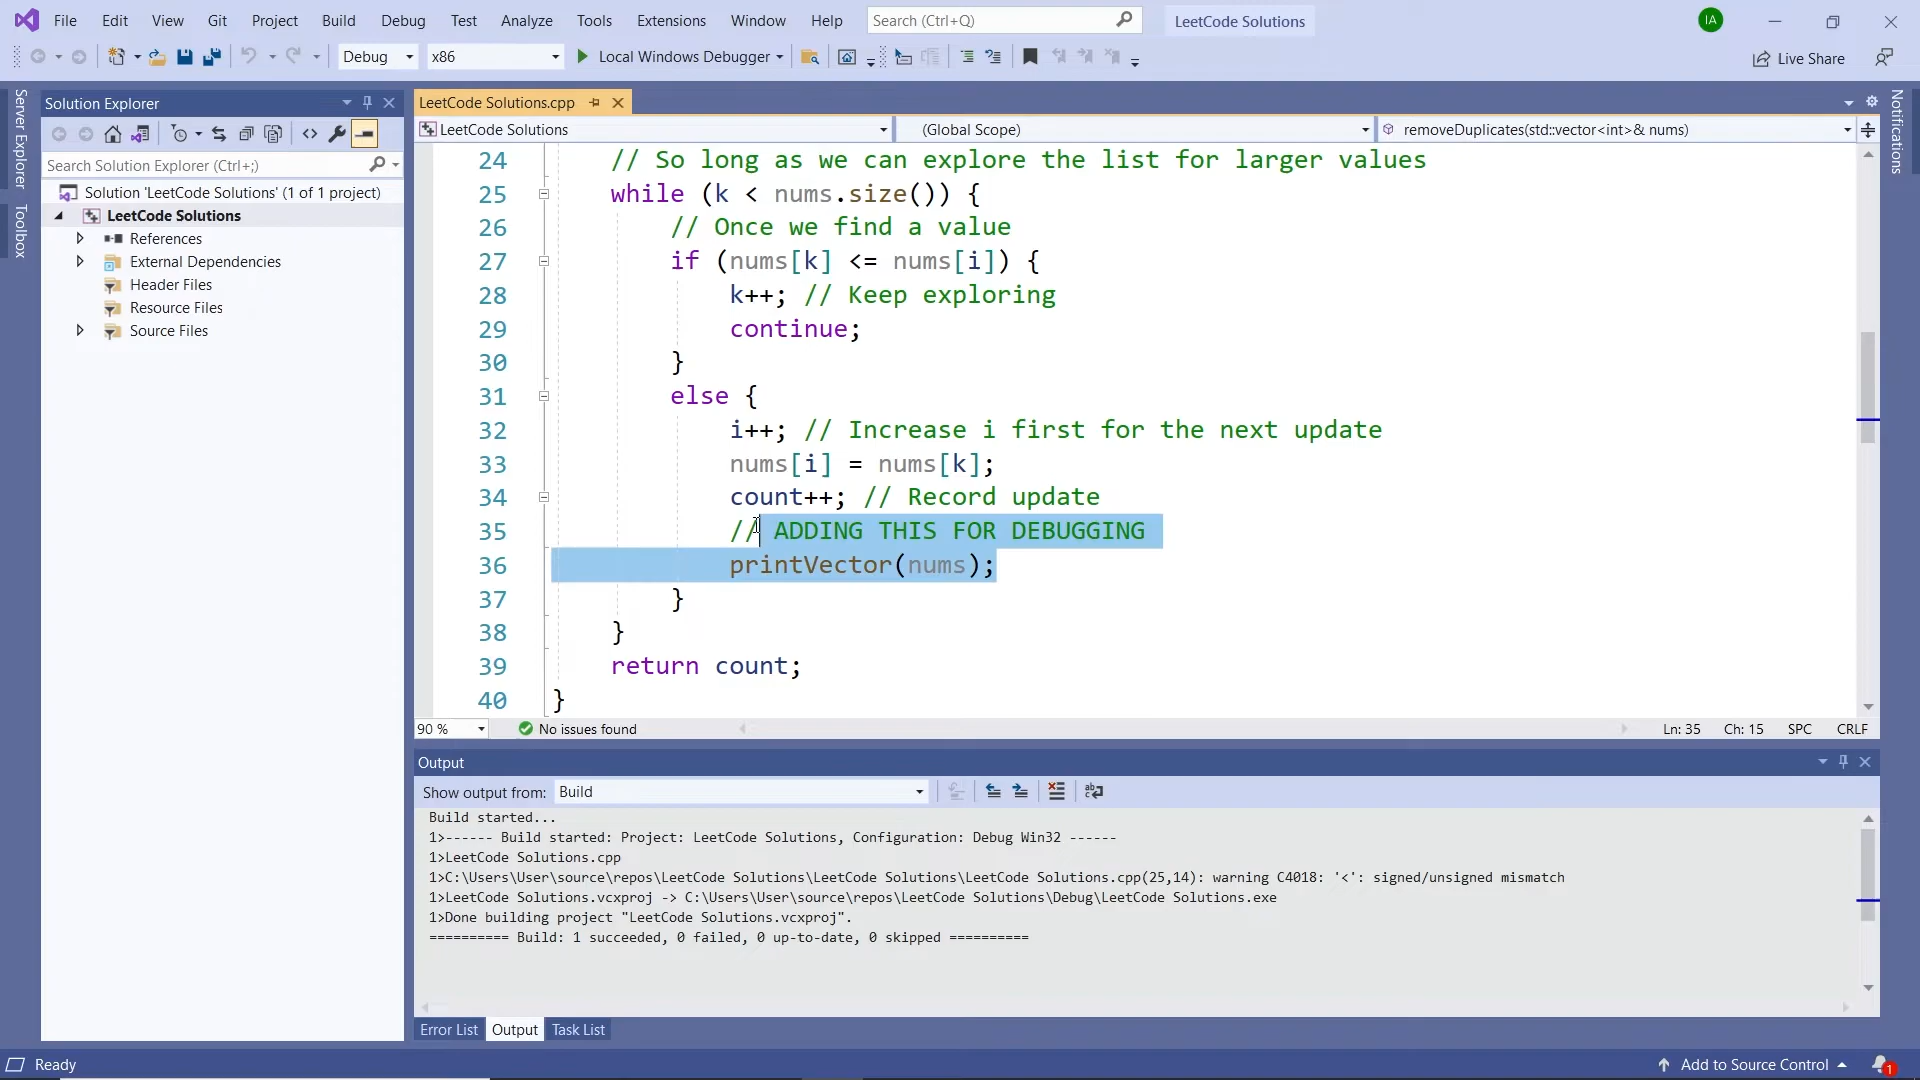 File Edit View Git Project Build Debug Test Analyze Tools Extensions Window Help Search (Ctrl+Q) LeetCode Solutions IA
Debug x86 Local Windows Debugger Live Share
Server Explorer
Toolbox
Solution Explorer
Search Solution Explorer (Ctrl+;)
Solution 'LeetCode Solutions' (1 of 1 project)
LeetCode Solutions
References
External Dependencies
Header Files
Resource Files
Source Files
LeetCode Solutions.cpp
LeetCode Solutions (Global Scope) removeDuplicates(std::vector<int>& nums)
24 // So long as we can explore the list for larger values
25 while (k < nums.size()) {
26 // Once we find a value
27 if (nums[k] <= nums[i]) {
28 k++; // Keep exploring
29 continue;
30 }
31 else {
32 i++; // Increase i first for the next update
33 nums[i] = nums[k];
34 count++; // Record update
35 // ADDING THIS FOR DEBUGGING
36 printVector(nums);
37 }
38 }
39 return count;
40 }
90 % No issues found Ln: 35 Ch: 15 SPC CRLF
Output
Show output from: Build
Build started...
1>------ Build started: Project: LeetCode Solutions, Configuration: Debug Win32 ------
1>LeetCode Solutions.cpp
1>C:\Users\User\source\repos\LeetCode Solutions\LeetCode Solutions\LeetCode Solutions.cpp(25,14): warning C4018: '<': signed/unsigned mismatch
1>LeetCode Solutions.vcxproj -> C:\Users\User\source\repos\LeetCode Solutions\Debug\LeetCode Solutions.exe
1>Done building project "LeetCode Solutions.vcxproj".
========== Build: 1 succeeded, 0 failed, 0 up-to-date, 0 skipped ==========
Error List Output Task List
Notifications
Ready Add to Source Control 1